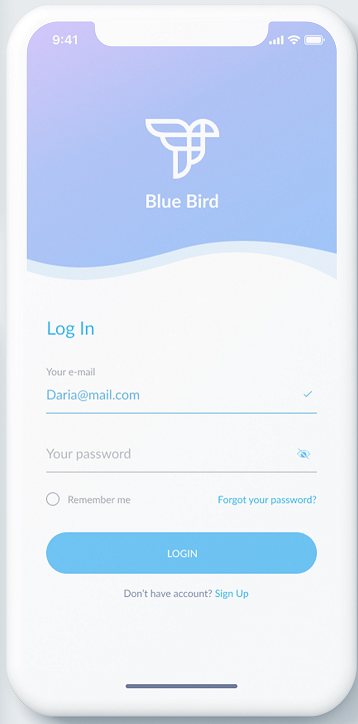 9:41
Blue Bird
Log In
Your e-mail
Daria@mail.com
Your password
Remember me Forgot your password?
LOGIN
Don't have account? Sign Up